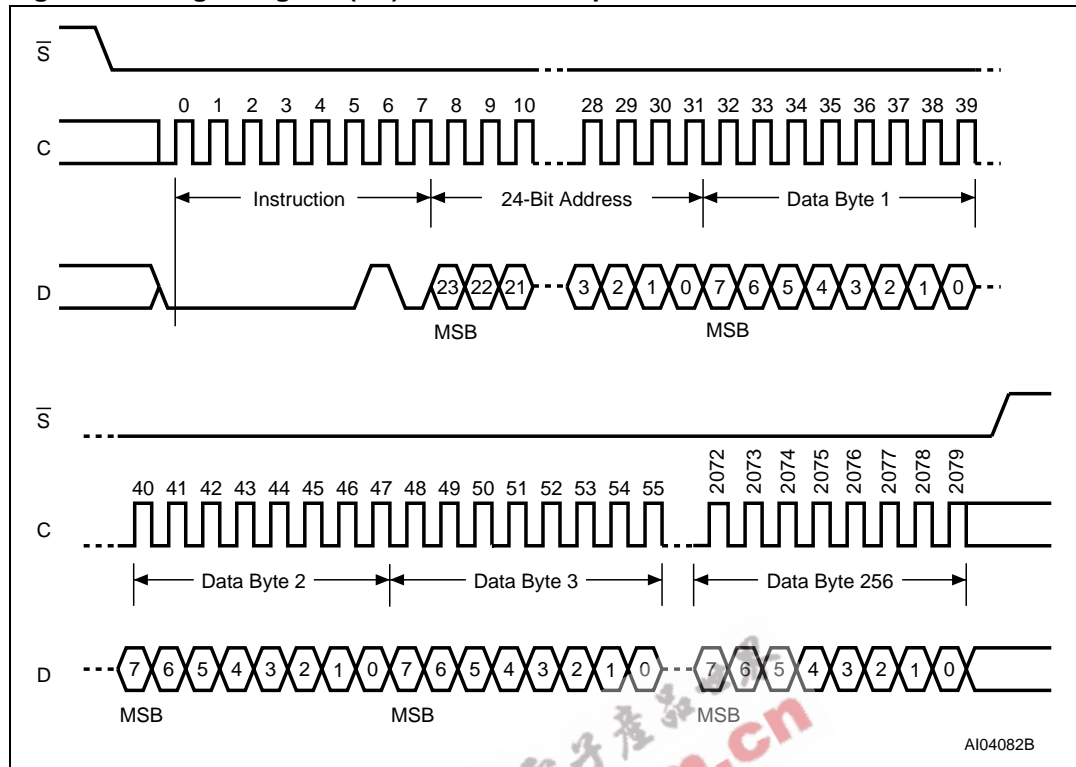 S
0 1 2 3 4 5 6 7 8 9 10 28 29 30 31 32 33 34 35 36 37 38 39
C
Instruction 24-Bit Address Data Byte 1
D
23 22 21 3 2 1 0 7 6 5 4 3 2 1 0
MSB MSB
S
40 41 42 43 44 45 46 47 48 49 50 51 52 53 54 55 2072 2073 2074 2075 2076 2077 2078 2079
C
Data Byte 2 Data Byte 3 Data Byte 256
D
7 6 5 4 3 2 1 0 7 6 5 4 3 2 1 0 7 6 5 4 3 2 1 0
MSB MSB MSB
.cn
AI04082B